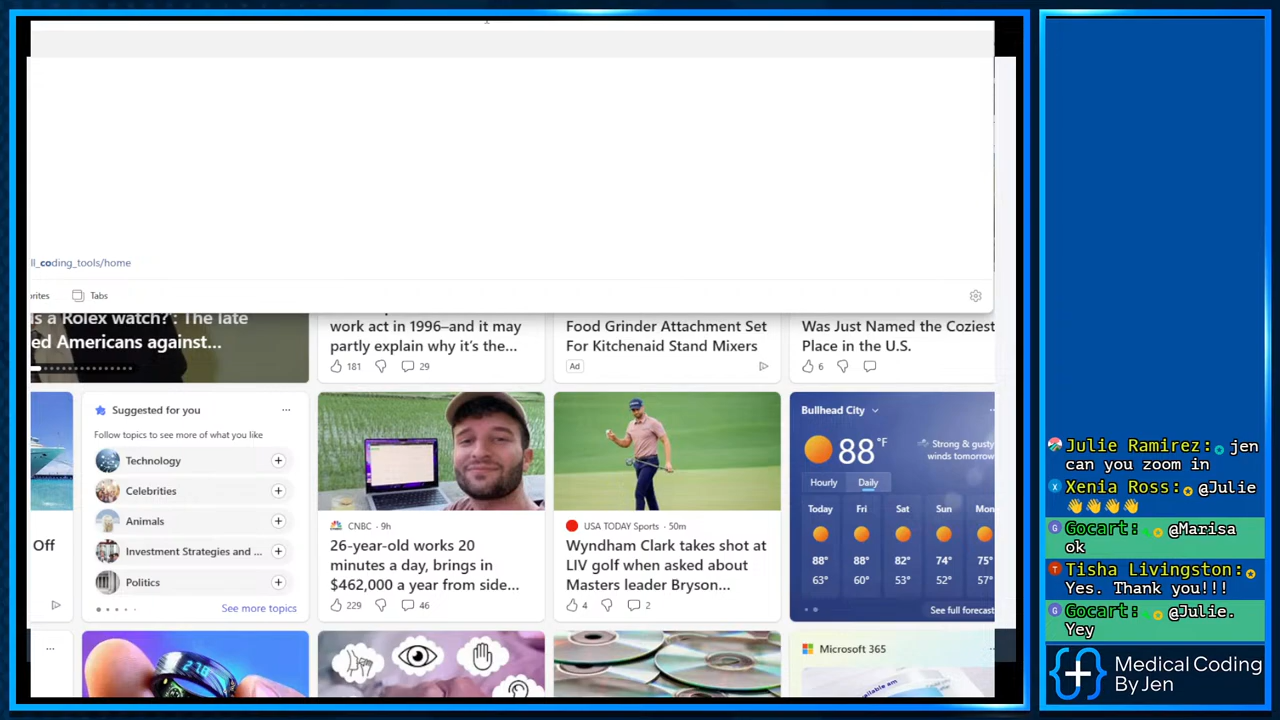 ll_coding_tools/home
orites
Tabs
s a Rolex watch?': The late
ed Americans against...
work act in 1996–and it may
partly explain why it's the...
181
29
Food Grinder Attachment Set
For Kitchenaid Stand Mixers
Ad
Was Just Named the Coziest
Place in the U.S.
6
Off
Suggested for you
Follow topics to see more of what you like
Technology
Celebrities
Animals
Investment Strategies and ...
Politics
See more topics
CNBC · 9h
26-year-old works 20
minutes a day, brings in
$462,000 a year from side...
229
46
USA TODAY Sports · 50m
Wyndham Clark takes shot at
LIV golf when asked about
Masters leader Bryson...
4
2
Bullhead City
88 °F
Strong & gusty
winds tomorrow
Hourly
Daily
Today
Fri
Sat
Sun
Mon
88°
88°
82°
74°
75°
63°
60°
53°
52°
57°
See full forecast
Microsoft 365
Julie Ramirez: jen
can you zoom in
Xenia Ross: @Julie
Gocart: @Marisa
ok
Tisha Livingston:
Yes. Thank you!!!
Gocart: @Julie.
Yey
Medical Coding
By Jen